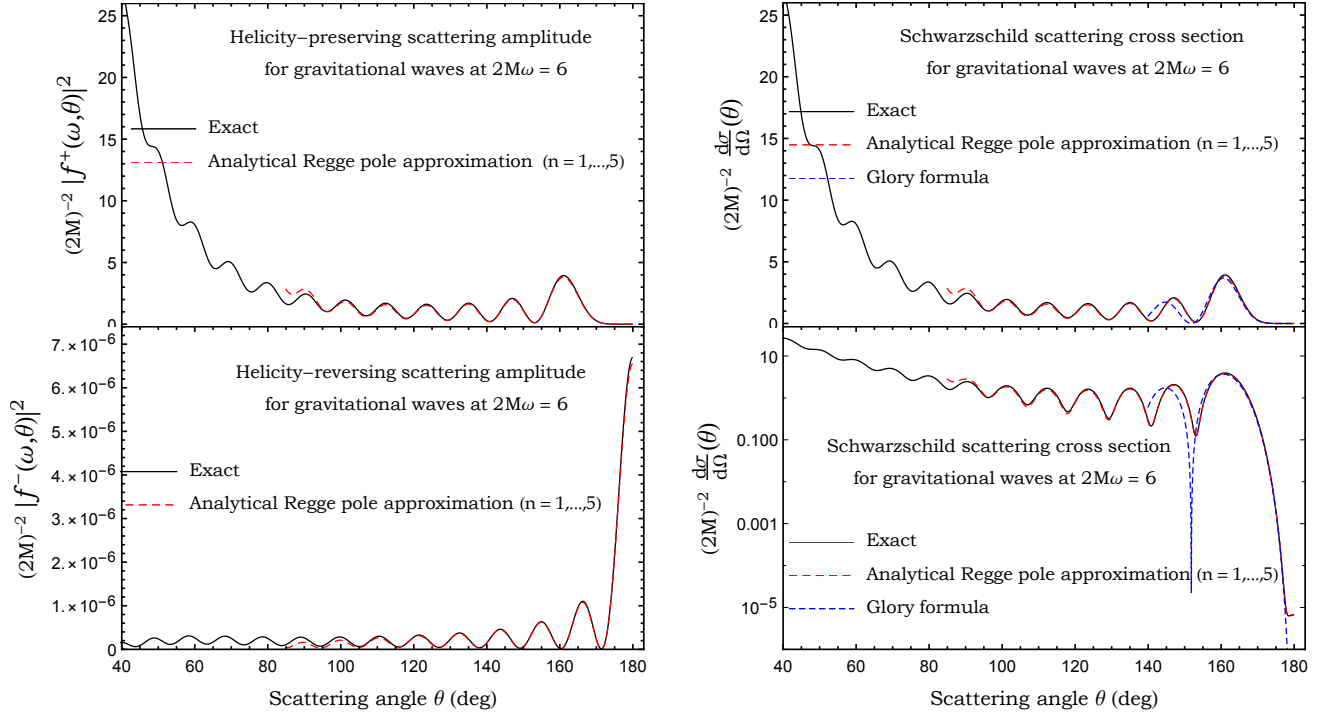 25
20
15
10
5
0
(2M)⁻² |f⁺(ω,θ)|²
Helicity−preserving scattering amplitude
for gravitational waves at 2Mω = 6
Exact
Analytical Regge pole approximation (n = 1,...,5)
7. × 10⁻⁶
6. × 10⁻⁶
5. × 10⁻⁶
4. × 10⁻⁶
3. × 10⁻⁶
2. × 10⁻⁶
1. × 10⁻⁶
0
(2M)⁻² |f⁻(ω,θ)|²
Helicity−reversing scattering amplitude
for gravitational waves at 2Mω = 6
Exact
Analytical Regge pole approximation (n = 1,...,5)
40 60 80 100 120 140 160 180
Scattering angle θ (deg)
25
20
15
10
5
0
(2M)⁻² dσ/dΩ(θ)
Schwarzschild scattering cross section
for gravitational waves at 2Mω = 6
Exact
Analytical Regge pole approximation (n = 1,...,5)
Glory formula
10
0.100
0.001
10⁻⁵
(2M)⁻² dσ/dΩ(θ)
Schwarzschild scattering cross section
for gravitational waves at 2Mω = 6
Exact
Analytical Regge pole approximation (n = 1,...,5)
Glory formula
40 60 80 100 120 140 160 180
Scattering angle θ (deg)